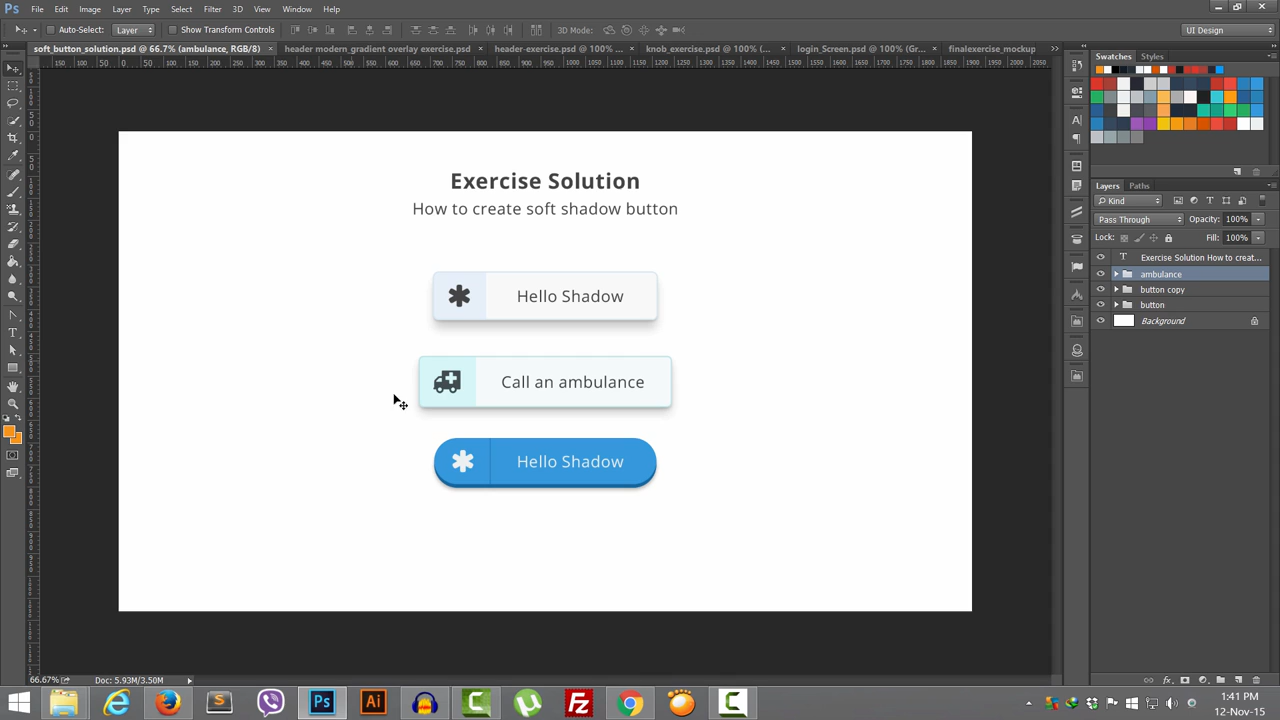 Ps File Edit Image Layer Type Select Filter 3D View Window Help
Auto-Select: Layer Show Transform Controls 3D Mode: UI Design
soft_button_solution.psd @ 66.7% (ambulance, RGB/8) × header modern_gradient overlay exercise.psd × header-exercise.psd @ 100% ... × knob_exercise.psd @ 100% (... × login_Screen.psd @ 100% (Gr... × finalexercise_mockup
Swatches Styles
Exercise Solution
How to create soft shadow button
Hello Shadow
Call an ambulance
Hello Shadow
Layers Paths
Kind
Pass Through Opacity: 100%
Lock: Fill: 100%
T Exercise Solution How to creat...
ambulance
button copy
button
Background
66.67% Doc: 5.93M/3.50M
1:41 PM
12-Nov-15